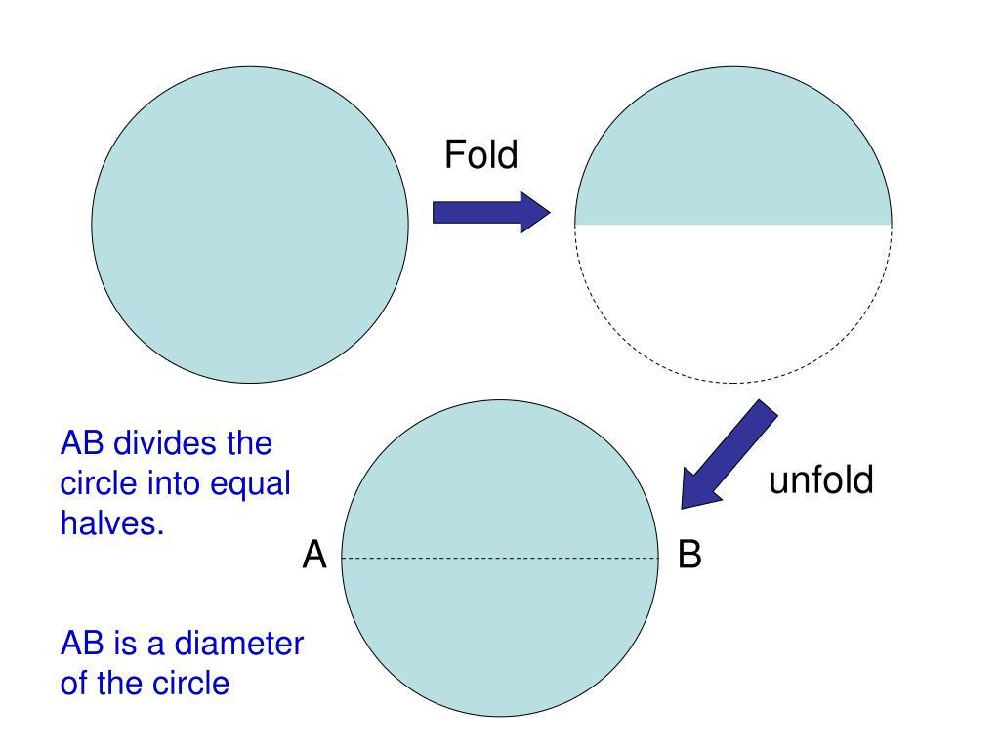 Fold
unfold
AB divides the
circle into equal
halves.
A
B
AB is a diameter
of the circle